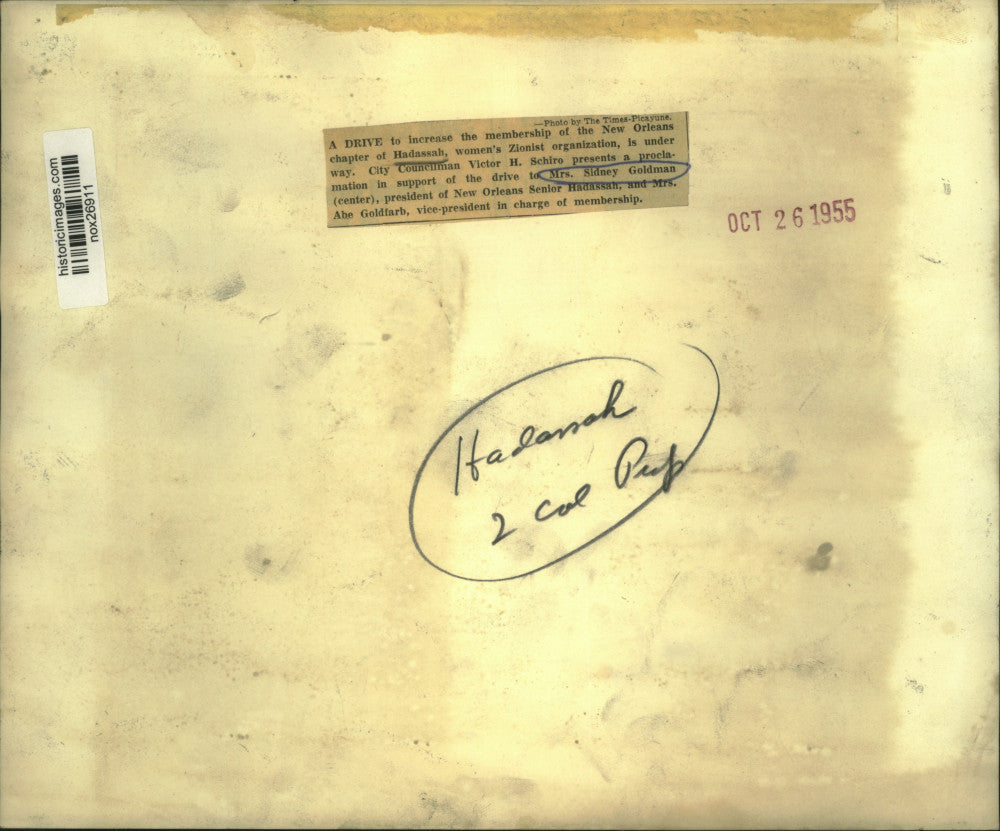 —Photo by The Times-Picayune.
A DRIVE to increase the membership of the New Orleans
chapter of Hadassah, women's Zionist organization, is under
way. City Councilman Victor H. Schiro presents a procla-
mation in support of the drive to Mrs. Sidney Goldman
(center), president of New Orleans Senior Hadassah, and Mrs.
Abe Goldfarb, vice-president in charge of membership.
historicimages.com
nox26911
OCT 26 1955
Hadassah
2 col